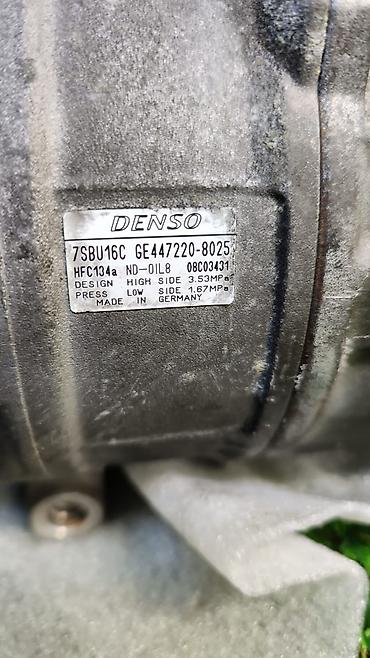 DENSO
7SBU16C GE447220-8025
HFC134a ND-OIL8 08C03431
DESIGN HIGH SIDE 3.53MPa
PRESS LOW SIDE 1.67MPa
MADE IN GERMANY